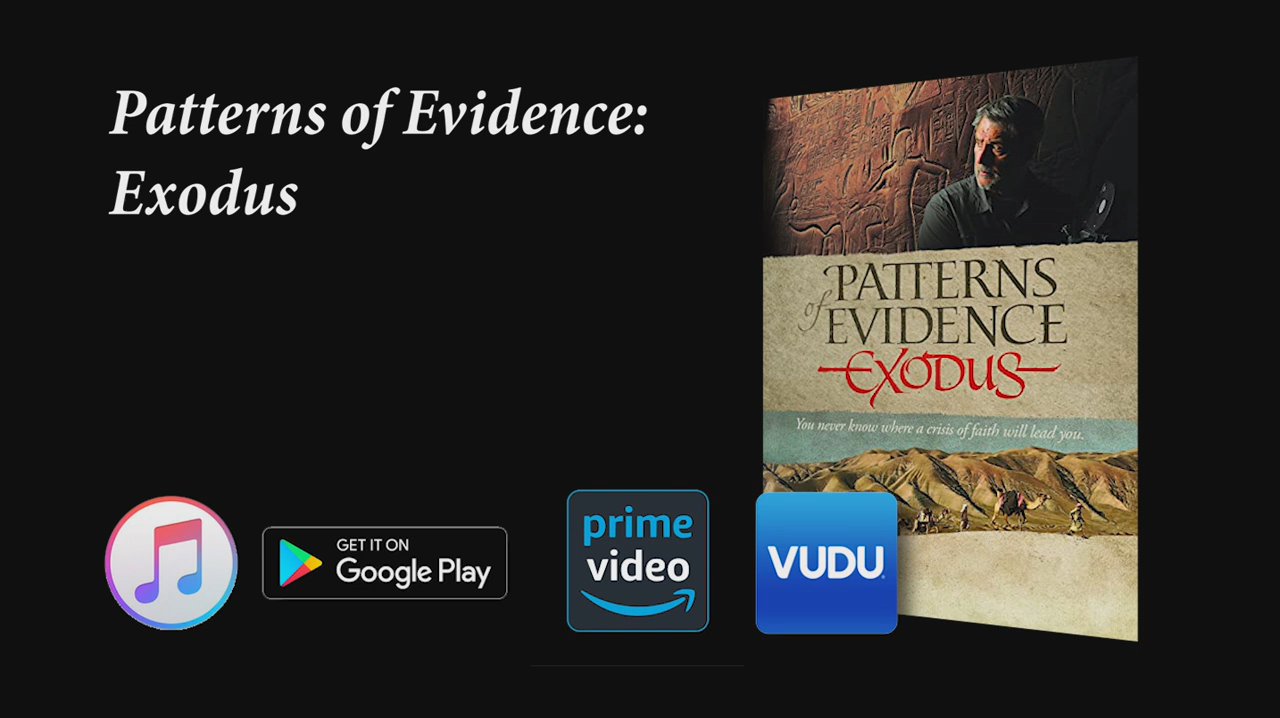 Patterns of Evidence:
Exodus
PATTERNS
of EVIDENCE
EXODUS
You never know where a crisis of faith will lead you.
GET IT ON
Google Play
prime
video
VUDU